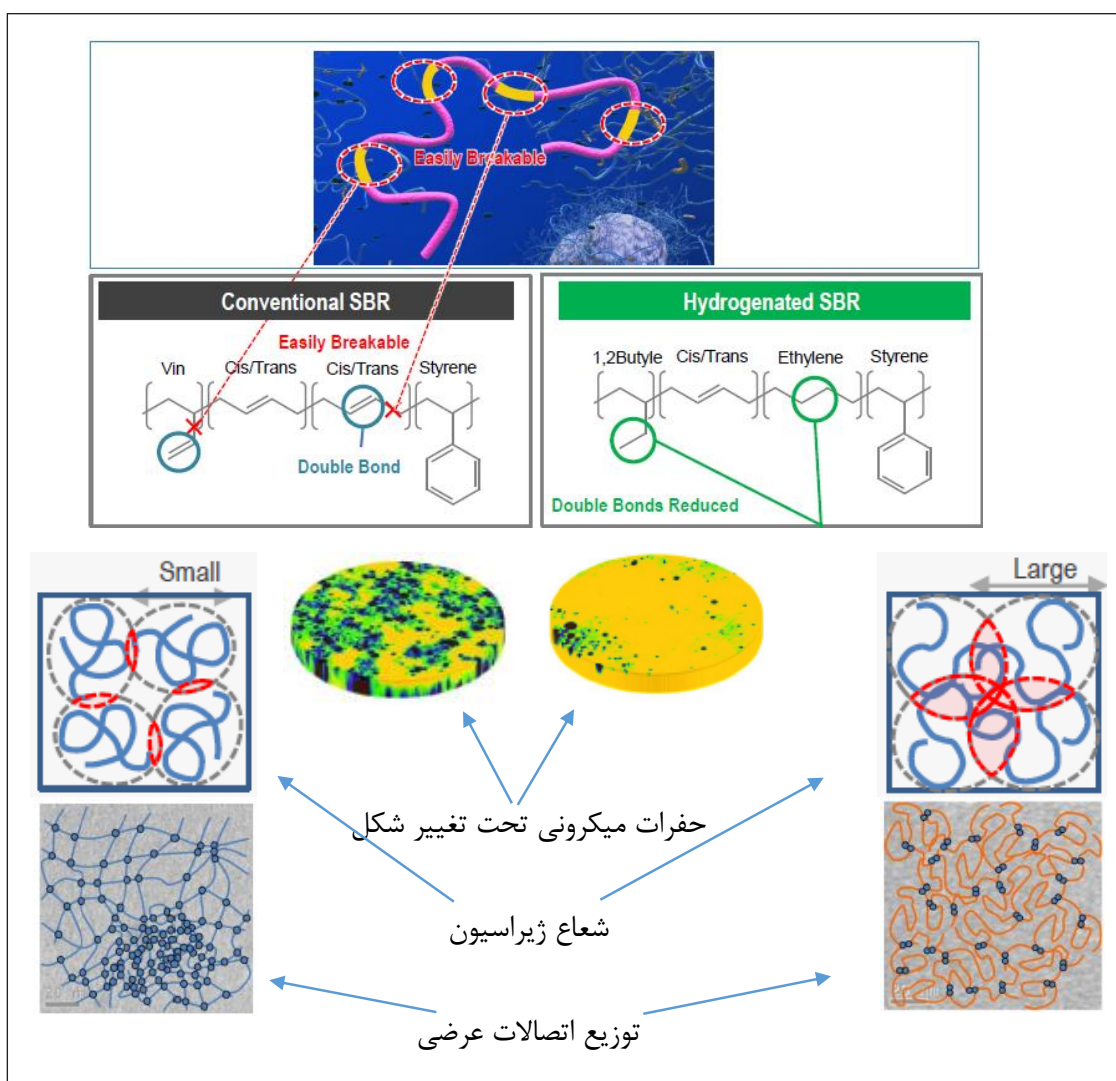 Easily Breakable
Conventional SBR
Easily Breakable
Vin Cis/Trans Cis/Trans Styrene
Double Bond
Hydrogenated SBR
1,2Butyle Cis/Trans Ethylene Styrene
Double Bonds Reduced
Small
Large
حفرات میکرونی تحت تغییر شکل
شعاع ژیراسیون
توزیع اتصالات عرضی